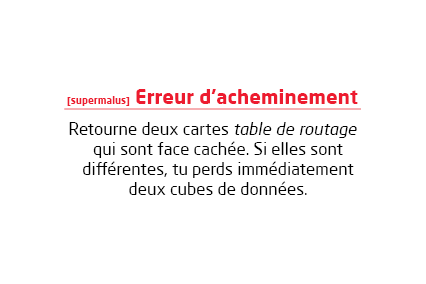 [supermalus] Erreur d'acheminement
Retourne deux cartes table de routage
qui sont face cachée. Si elles sont
différentes, tu perds immédiatement
deux cubes de données.